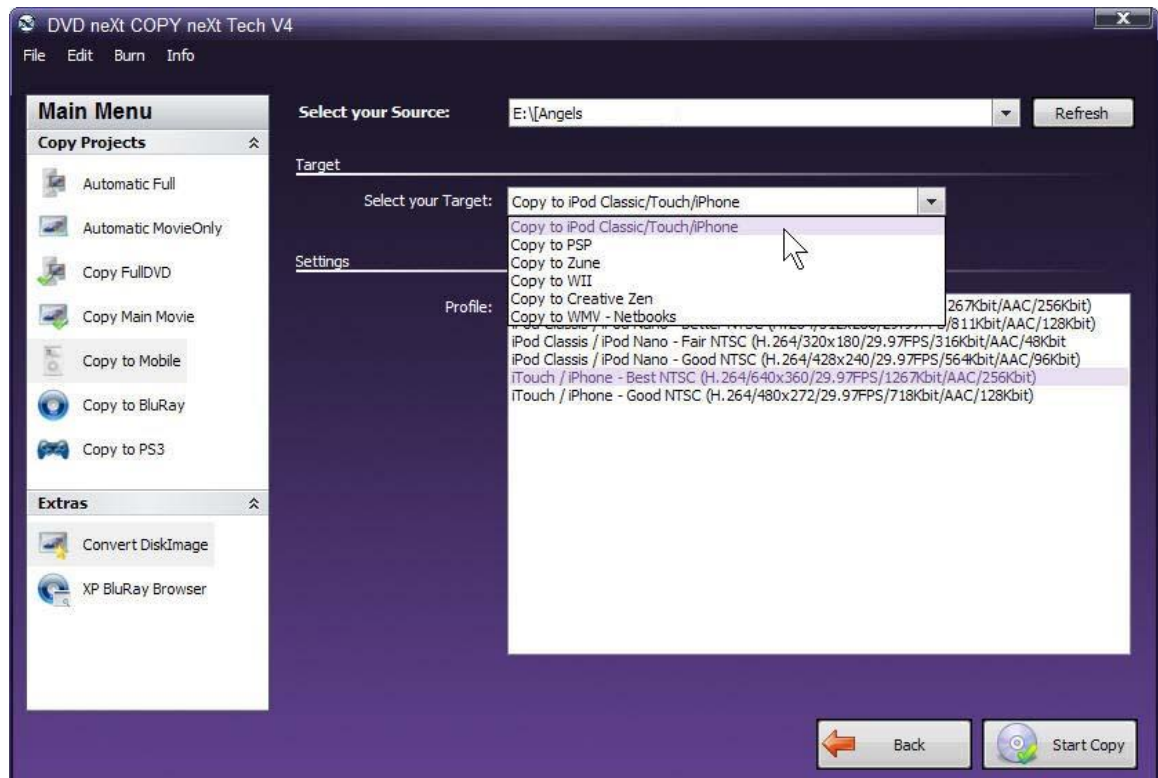 DVD neXt COPY neXt Tech V4
X
File Edit Burn Info
Main Menu
Copy Projects
Automatic Full
Automatic MovieOnly
Copy FullDVD
Copy Main Movie
Copy to Mobile
Copy to BluRay
Copy to PS3
Extras
Convert DiskImage
XP BluRay Browser
Select your Source:
E:\[Angels
Refresh
Target
Select your Target:
Copy to iPod Classic/Touch/iPhone
Copy to iPod Classic/Touch/iPhone
Copy to PSP
Copy to Zune
Copy to WII
Copy to Creative Zen
Copy to WMV - Netbooks
Settings
Profile:
267Kbit/AAC/256Kbit)
/811Kbit/AAC/128Kbit)
iPod Classis / iPod Nano - Fair NTSC (H.264/320x180/29.97FPS/316Kbit/AAC/48Kbit
iPod Classis / iPod Nano - Good NTSC (H.264/428x240/29.97FPS/564Kbit/AAC/96Kbit)
iTouch / iPhone - Best NTSC (H.264/640x360/29.97FPS/1267Kbit/AAC/256Kbit)
iTouch / iPhone - Good NTSC (H.264/480x272/29.97FPS/718Kbit/AAC/128Kbit)
Back
Start Copy